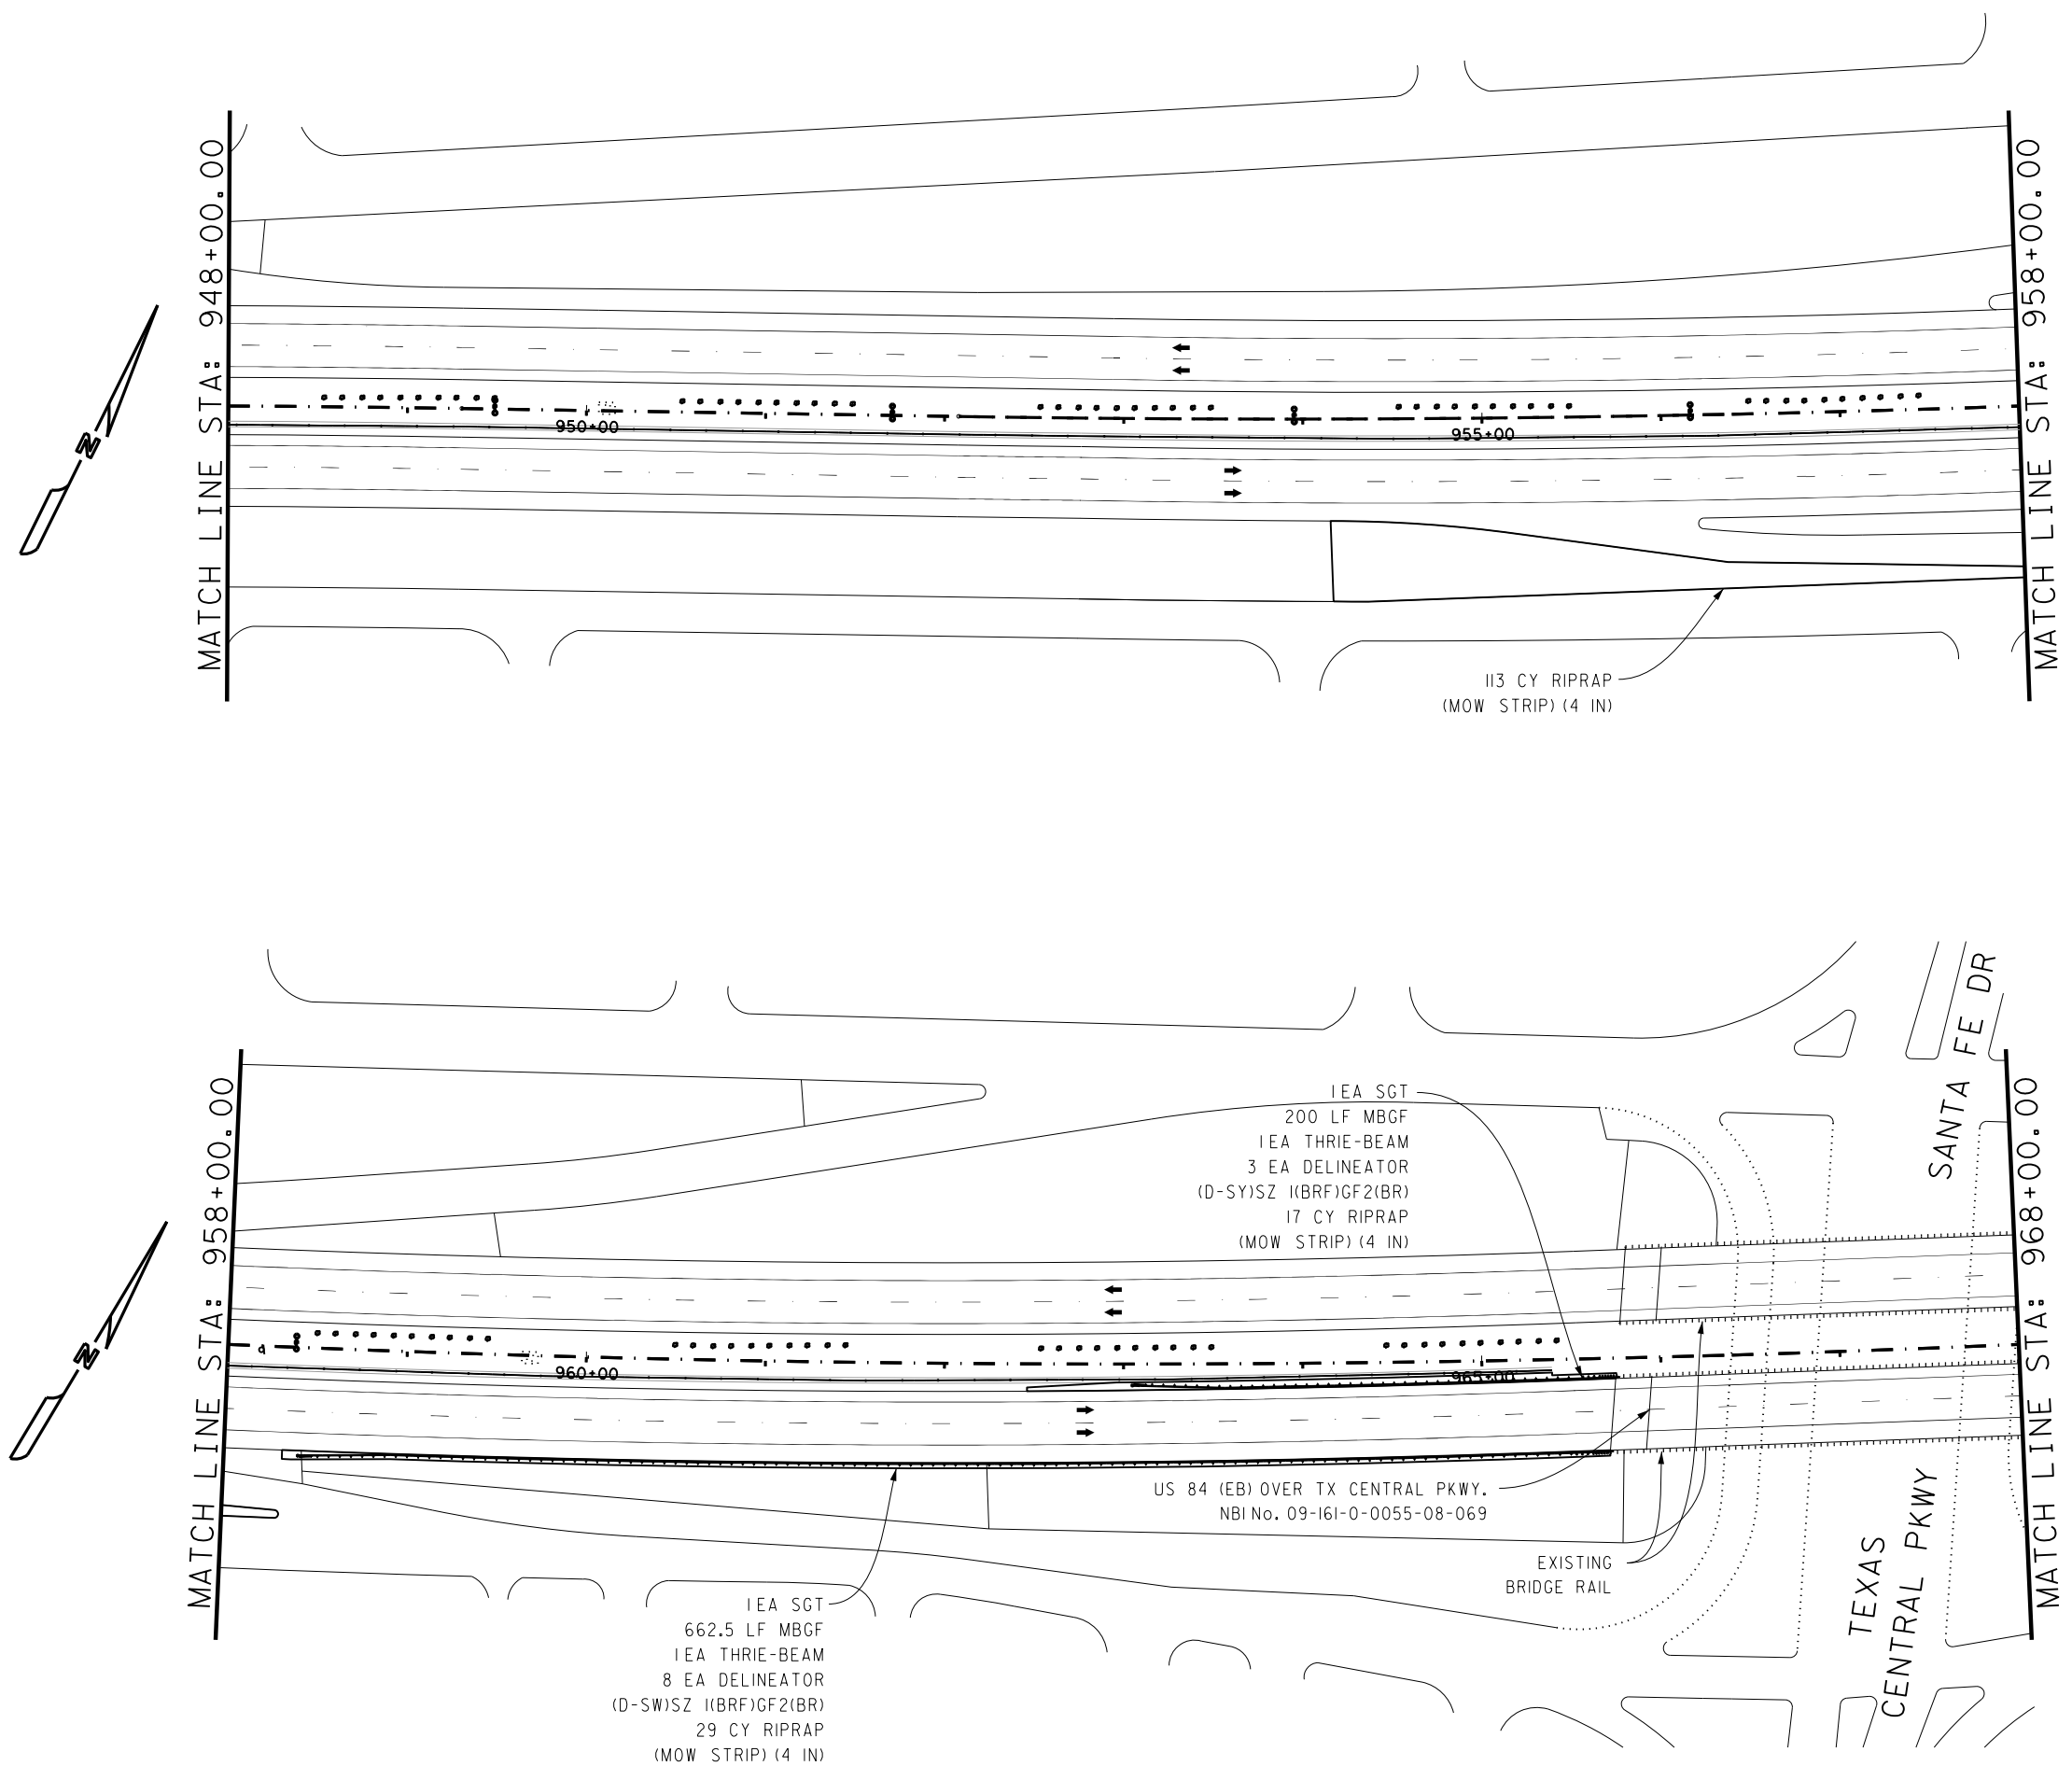 MATCH LINE STA: 948+00.00
N
950+00
955+00
113 CY RIPRAP
(MOW STRIP)(4 IN)
MATCH LINE STA: 958+00.00
MATCH LINE STA: 958+00.00
N
1 EA SGT
200 LF MBGF
1 EA THRIE-BEAM
3 EA DELINEATOR
(D-SY)SZ 1(BRF)GF2(BR)
17 CY RIPRAP
(MOW STRIP)(4 IN)
SANTA FE DR
960+00
965+00
US 84 (EB) OVER TX CENTRAL PKWY.
NBI No. 09-161-0-0055-08-069
EXISTING
BRIDGE RAIL
1 EA SGT
662.5 LF MBGF
1 EA THRIE-BEAM
8 EA DELINEATOR
(D-SW)SZ 1(BRF)GF2(BR)
29 CY RIPRAP
(MOW STRIP)(4 IN)
TEXAS
CENTRAL PKWY
MATCH LINE STA: 968+00.00